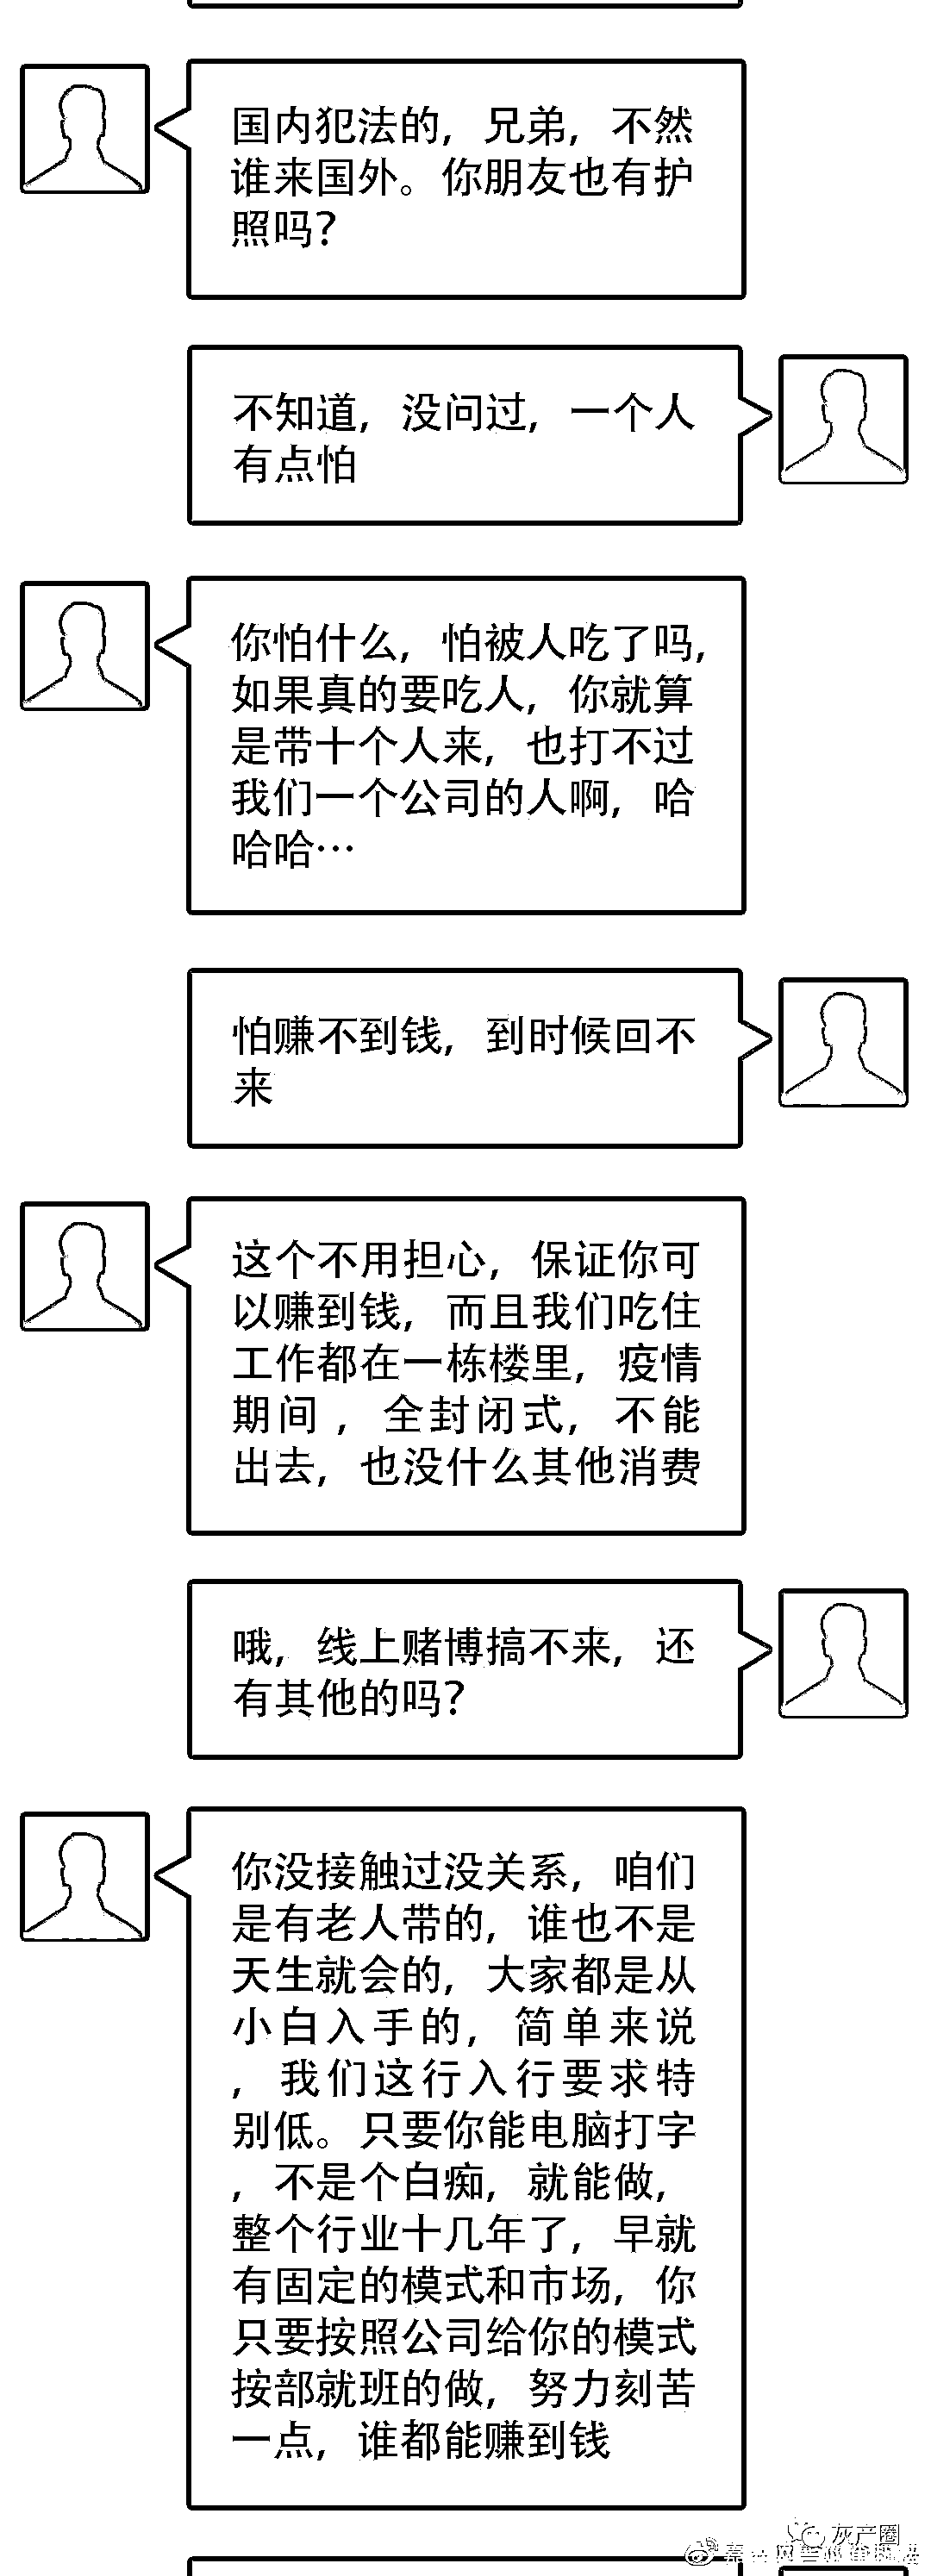 国内犯法的，兄弟，不然
谁来国外。你朋友也有护
照吗？
不知道，没问过，一个人
有点怕
你怕什么，怕被人吃了吗，
如果真的要吃人，你就算
是带十个人来，也打不过
我们一个公司的人啊，哈
哈哈…
怕赚不到钱，到时候回不
来
这个不用担心，保证你可
以赚到钱，而且我们吃住
工作都在一栋楼里，疫情
期间，全封闭式，不能
出去，也没什么其他消费
哦，线上赌博搞不来，还
有其他的吗？
你没接触过没关系，咱们
是有老人带的，谁也不是
天生就会的，大家都是从
小白入手的，简单来说
，我们这行入行要求特
别低。只要你能电脑打字
，不是个白痴，就能做，
整个行业十几年了，早就
有固定的模式和市场，你
只要按照公司给你的模式
按部就班的做，努力刻苦
一点，谁都能赚到钱
灰产圈